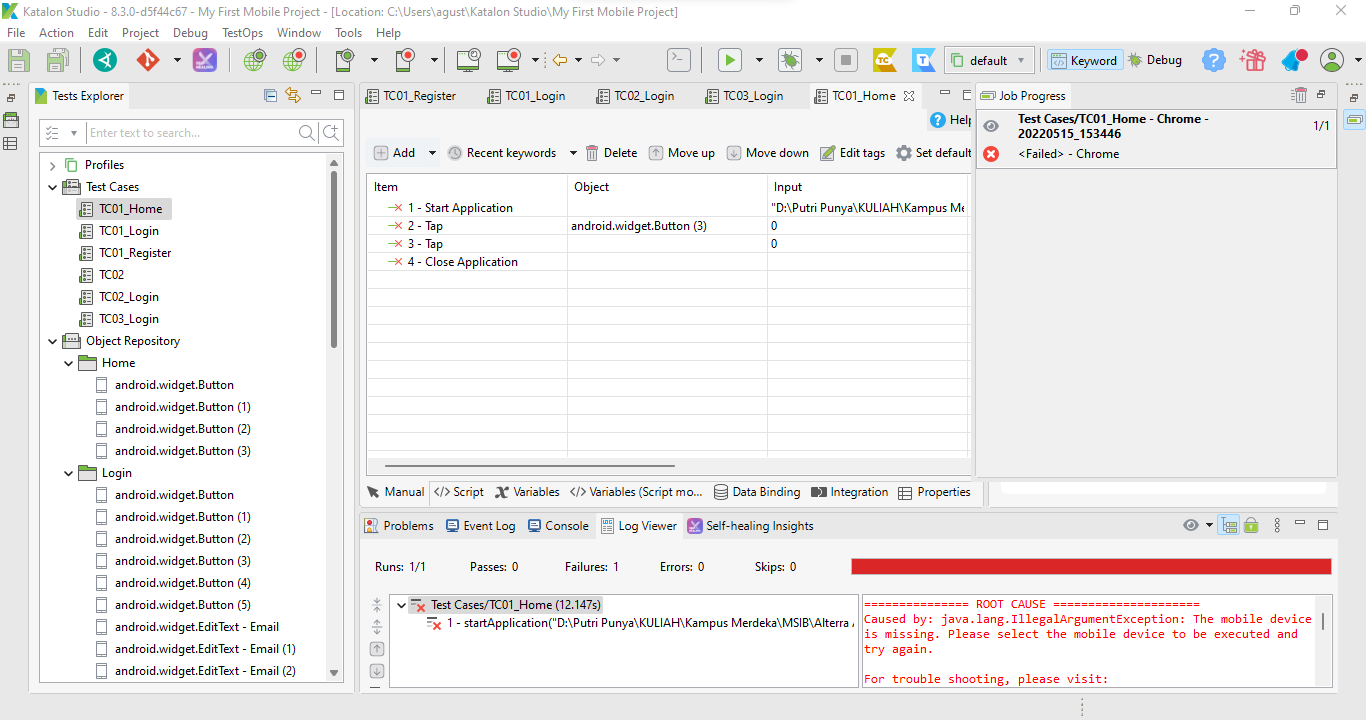 Katalon Studio - 8.3.0-d5f44c67 - My First Mobile Project - [Location: C:\Users\agust\Katalon Studio\My First Mobile Project]
File Action Edit Project Debug TestOps Window Tools Help
TC T default Keyword Debug
Tests Explorer
Enter text to search...
Profiles
Test Cases
TC01_Home
TC01_Login
TC01_Register
TC02
TC02_Login
TC03_Login
Object Repository
Home
android.widget.Button
android.widget.Button (1)
android.widget.Button (2)
android.widget.Button (3)
Login
android.widget.Button
android.widget.Button (1)
android.widget.Button (2)
android.widget.Button (3)
android.widget.Button (4)
android.widget.Button (5)
android.widget.EditText - Email
android.widget.EditText - Email (1)
android.widget.EditText - Email (2)
TC01_Register TC01_Login TC02_Login TC03_Login TC01_Home
Help
Add Recent keywords Delete Move up Move down Edit tags Set default
Item Object Input
1 - Start Application "D:\Putri Punya\KULIAH\Kampus Me
2 - Tap android.widget.Button (3) 0
3 - Tap 0
4 - Close Application
Manual Script Variables Variables (Script mo... Data Binding Integration Properties
Job Progress
Test Cases/TC01_Home - Chrome -
20220515_153446 1/1
<Failed> - Chrome
Problems Event Log Console Log Viewer Self-healing Insights
Runs: 1/1 Passes: 0 Failures: 1 Errors: 0 Skips: 0
Test Cases/TC01_Home (12.147s)
1 - startApplication("D:\Putri Punya\KULIAH\Kampus Merdeka\MSIB\Alterra
=============== ROOT CAUSE =====================
Caused by: java.lang.IllegalArgumentException: The mobile device
is missing. Please select the mobile device to be executed and
try again.
For trouble shooting, please visit: